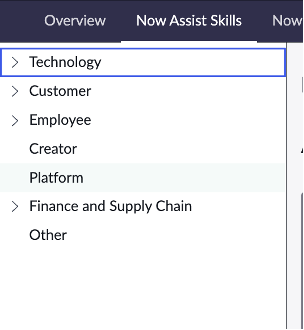 Overview Now Assist Skills Now
Technology
Customer
Employee
Creator
Platform
Finance and Supply Chain
Other